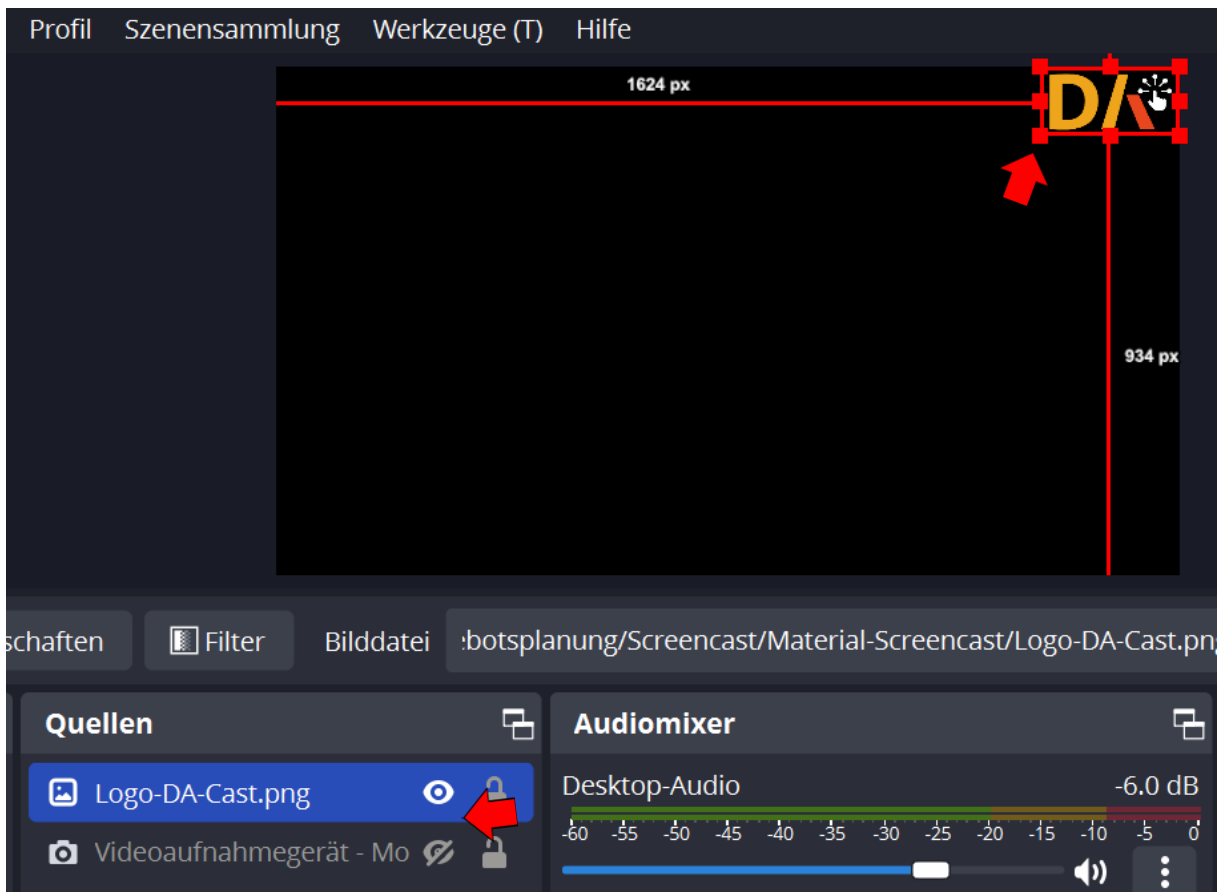 Profil Szenensammlung Werkzeuge (T) Hilfe
1624 px
DA
934 px
schaften Filter Bilddatei :botsplanung/Screencast/Material-Screencast/Logo-DA-Cast.png
Quellen
Audiomixer
Logo-DA-Cast.png
Desktop-Audio -6.0 dB
-60 -55 -50 -45 -40 -35 -30 -25 -20 -15 -10 -5 0
Videoaufnahmegerät - Mo